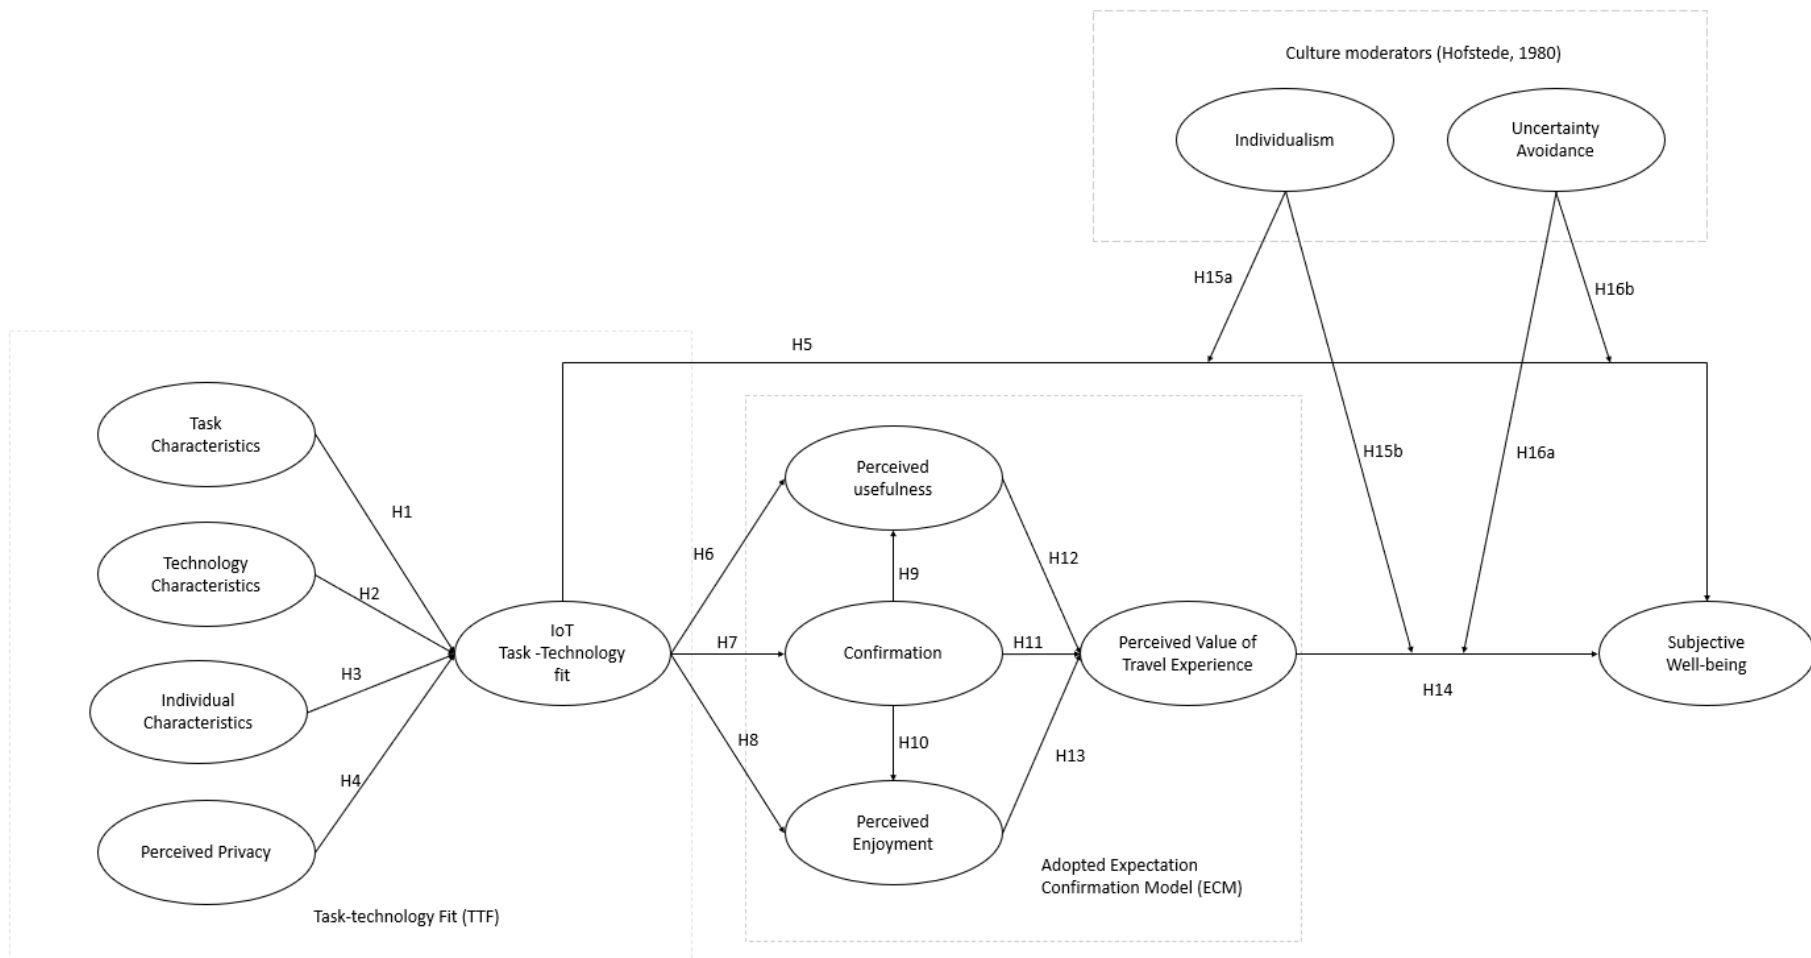 Culture moderators (Hofstede, 1980)
Individualism
Uncertainty
Avoidance
H15a
H16b
H5
Task
Characteristics
H1
Technology
Characteristics
H2
Individual
Characteristics
H3
Perceived Privacy
H4
IoT
Task -Technology
fit
Task-technology Fit (TTF)
H6
H7
H8
Perceived
usefulness
H9
Confirmation
H10
Perceived
Enjoyment
H12
H11
H13
Perceived Value of
Travel Experience
Adopted Expectation
Confirmation Model (ECM)
H15b
H16a
H14
Subjective
Well-being